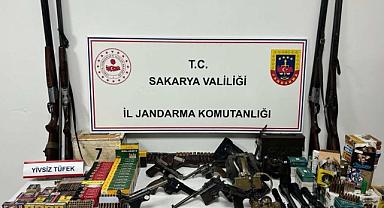 T.C.
SAKARYA VALİLİĞİ
İL JANDARMA KOMUTANLIĞI
YİVSİZ TÜFEK